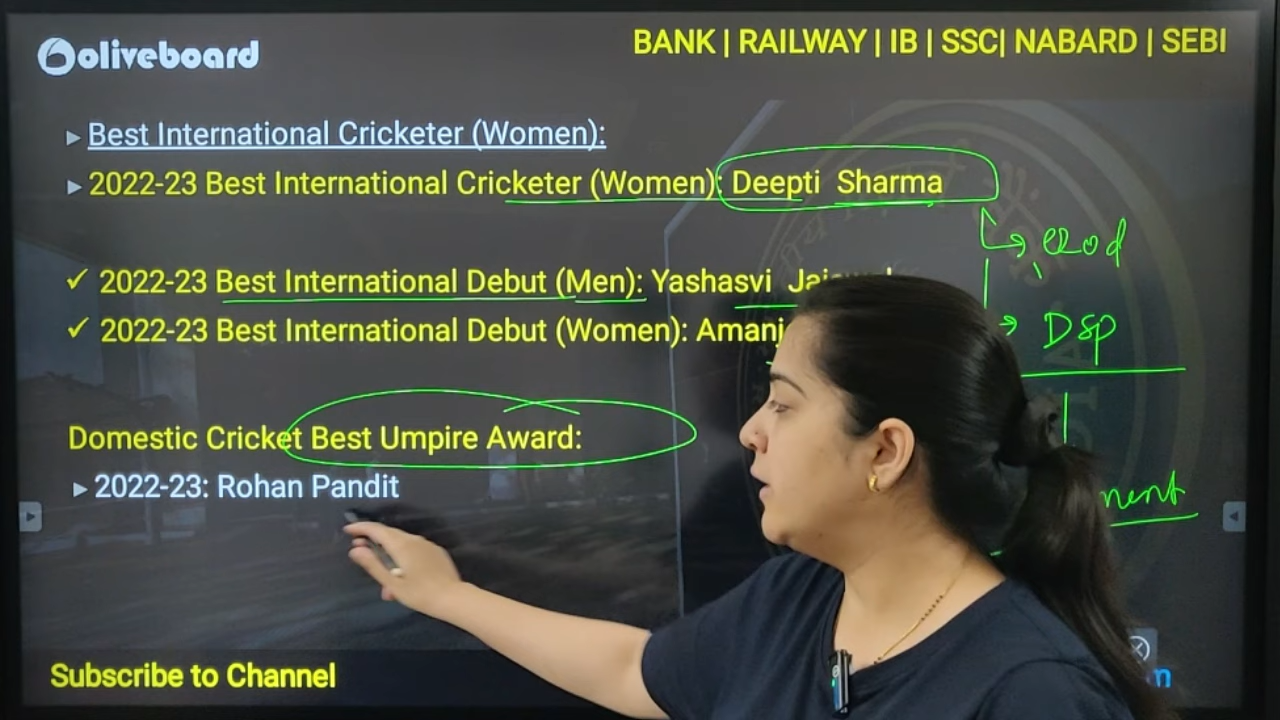 oliveboard
BANK | RAILWAY | IB | SSC| NABARD | SEBI
Best International Cricketer (Women):
2022-23 Best International Cricketer (Women): Deepti Sharma
2022-23 Best International Debut (Men): Yashasvi
2022-23 Best International Debut (Women):
DSP
Domestic Cricket Best Umpire Award:
2022-23: Rohan Pandit
Subscribe to Channel